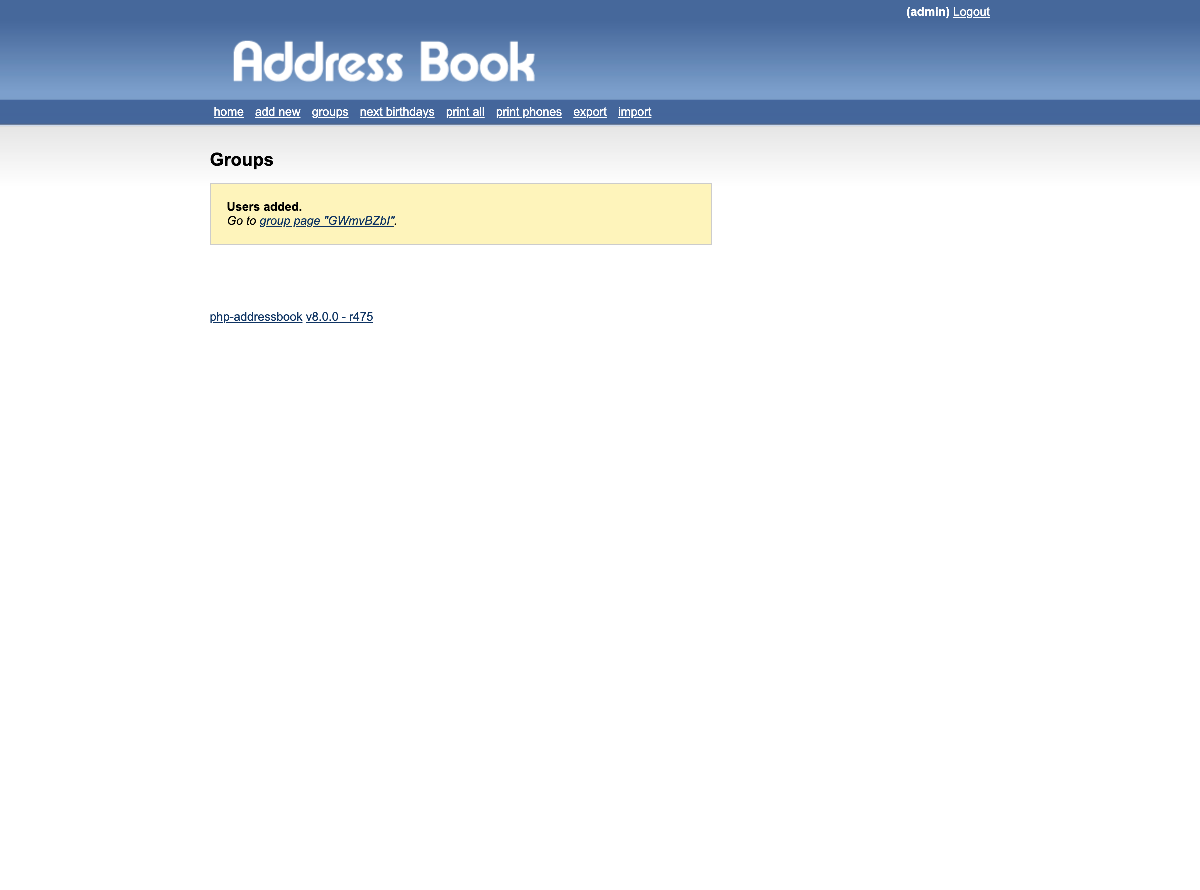 (admin) Logout
Address Book
home add new groups next birthdays print all print phones export import
Groups
Users added.
Go to group page "GWmvBZbI".
php-addressbook v8.0.0 - r475